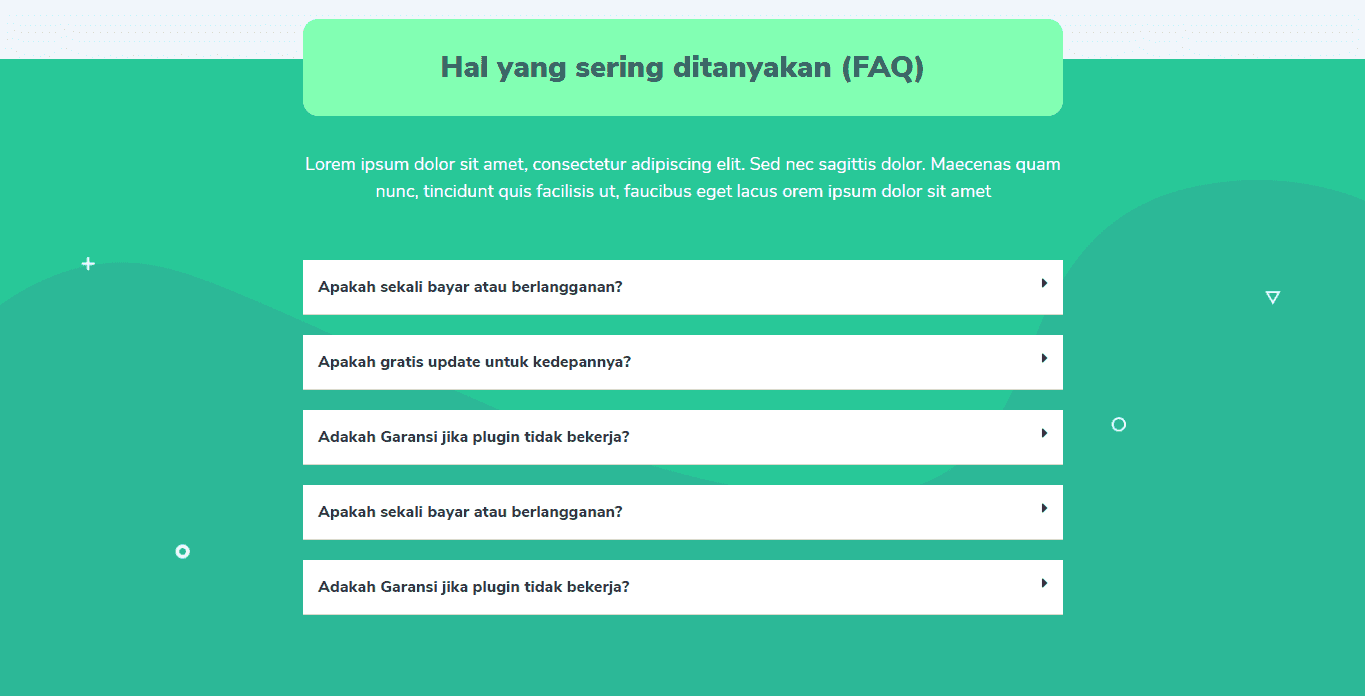 Hal yang sering ditanyakan (FAQ)
Lorem ipsum dolor sit amet, consectetur adipiscing elit. Sed nec sagittis dolor. Maecenas quam
nunc, tincidunt quis facilisis ut, faucibus eget lacus orem ipsum dolor sit amet
Apakah sekali bayar atau berlangganan?
Apakah gratis update untuk kedepannya?
Adakah Garansi jika plugin tidak bekerja?
Apakah sekali bayar atau berlangganan?
Adakah Garansi jika plugin tidak bekerja?